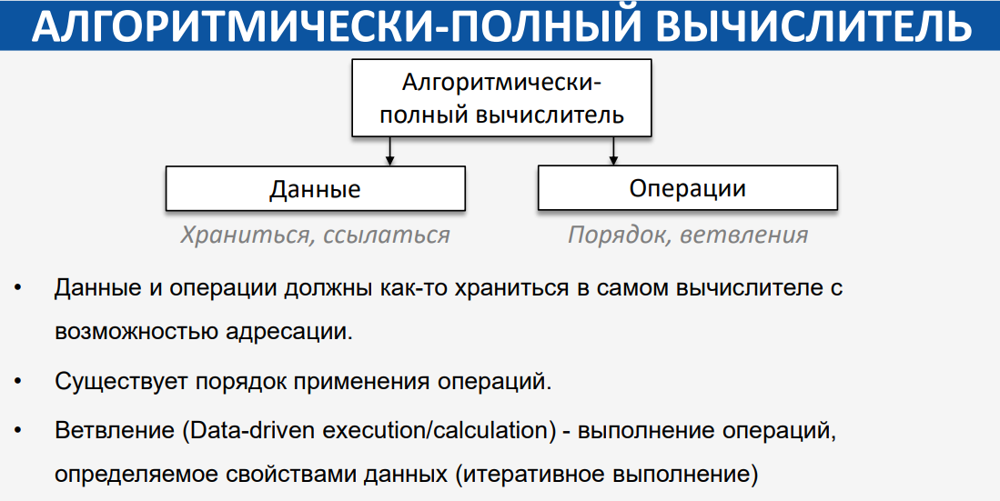 АЛГОРИТМИЧЕСКИ-ПОЛНЫЙ ВЫЧИСЛИТЕЛЬ
Алгоритмически-
полный вычислитель
Данные
Операции
Храниться, ссылаться
Порядок, ветвления
• Данные и операции должны как-то храниться в самом вычислителе с
возможностью адресации.
• Существует порядок применения операций.
• Ветвление (Data-driven execution/calculation) - выполнение операций,
определяемое свойствами данных (итеративное выполнение)